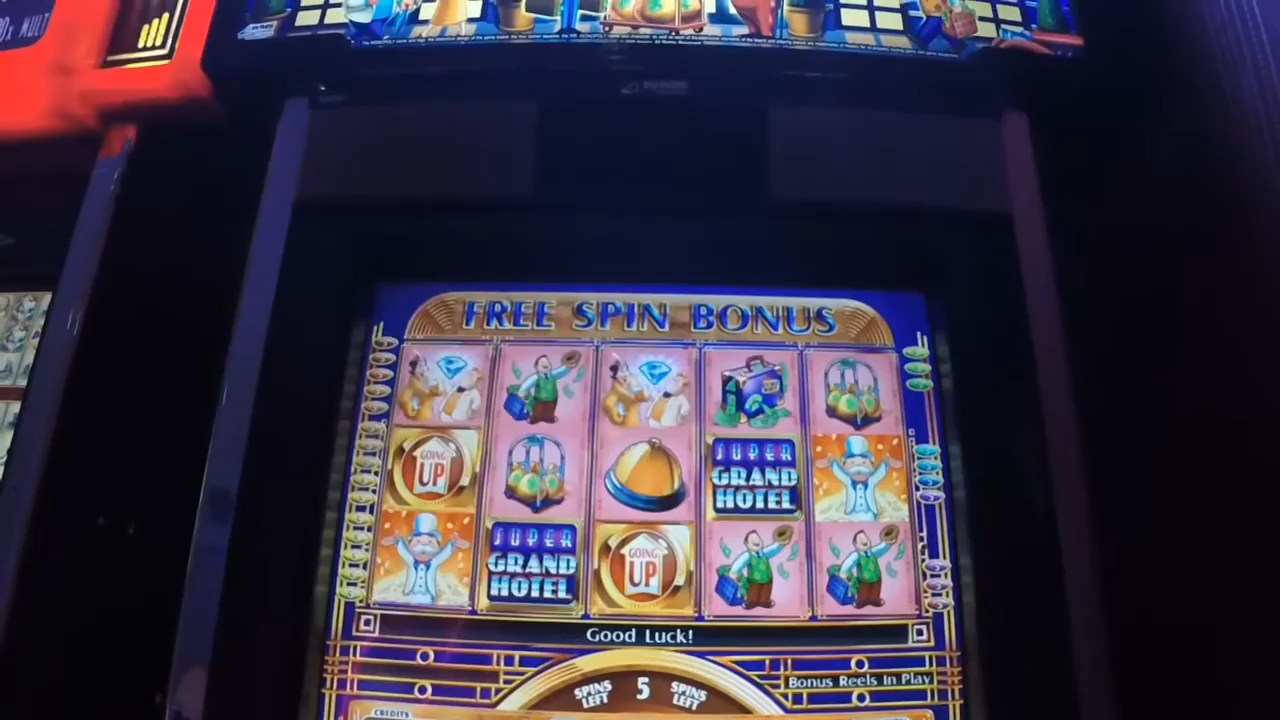 MULT
FREE SPIN BONUS
GOING
UP
SUPER
GRAND
HOTEL
SUPER
GRAND
HOTEL
GOING
UP
Good Luck!
SPINS
LEFT
5
SPINS
LEFT
Bonus Reels In Play
CREDITS